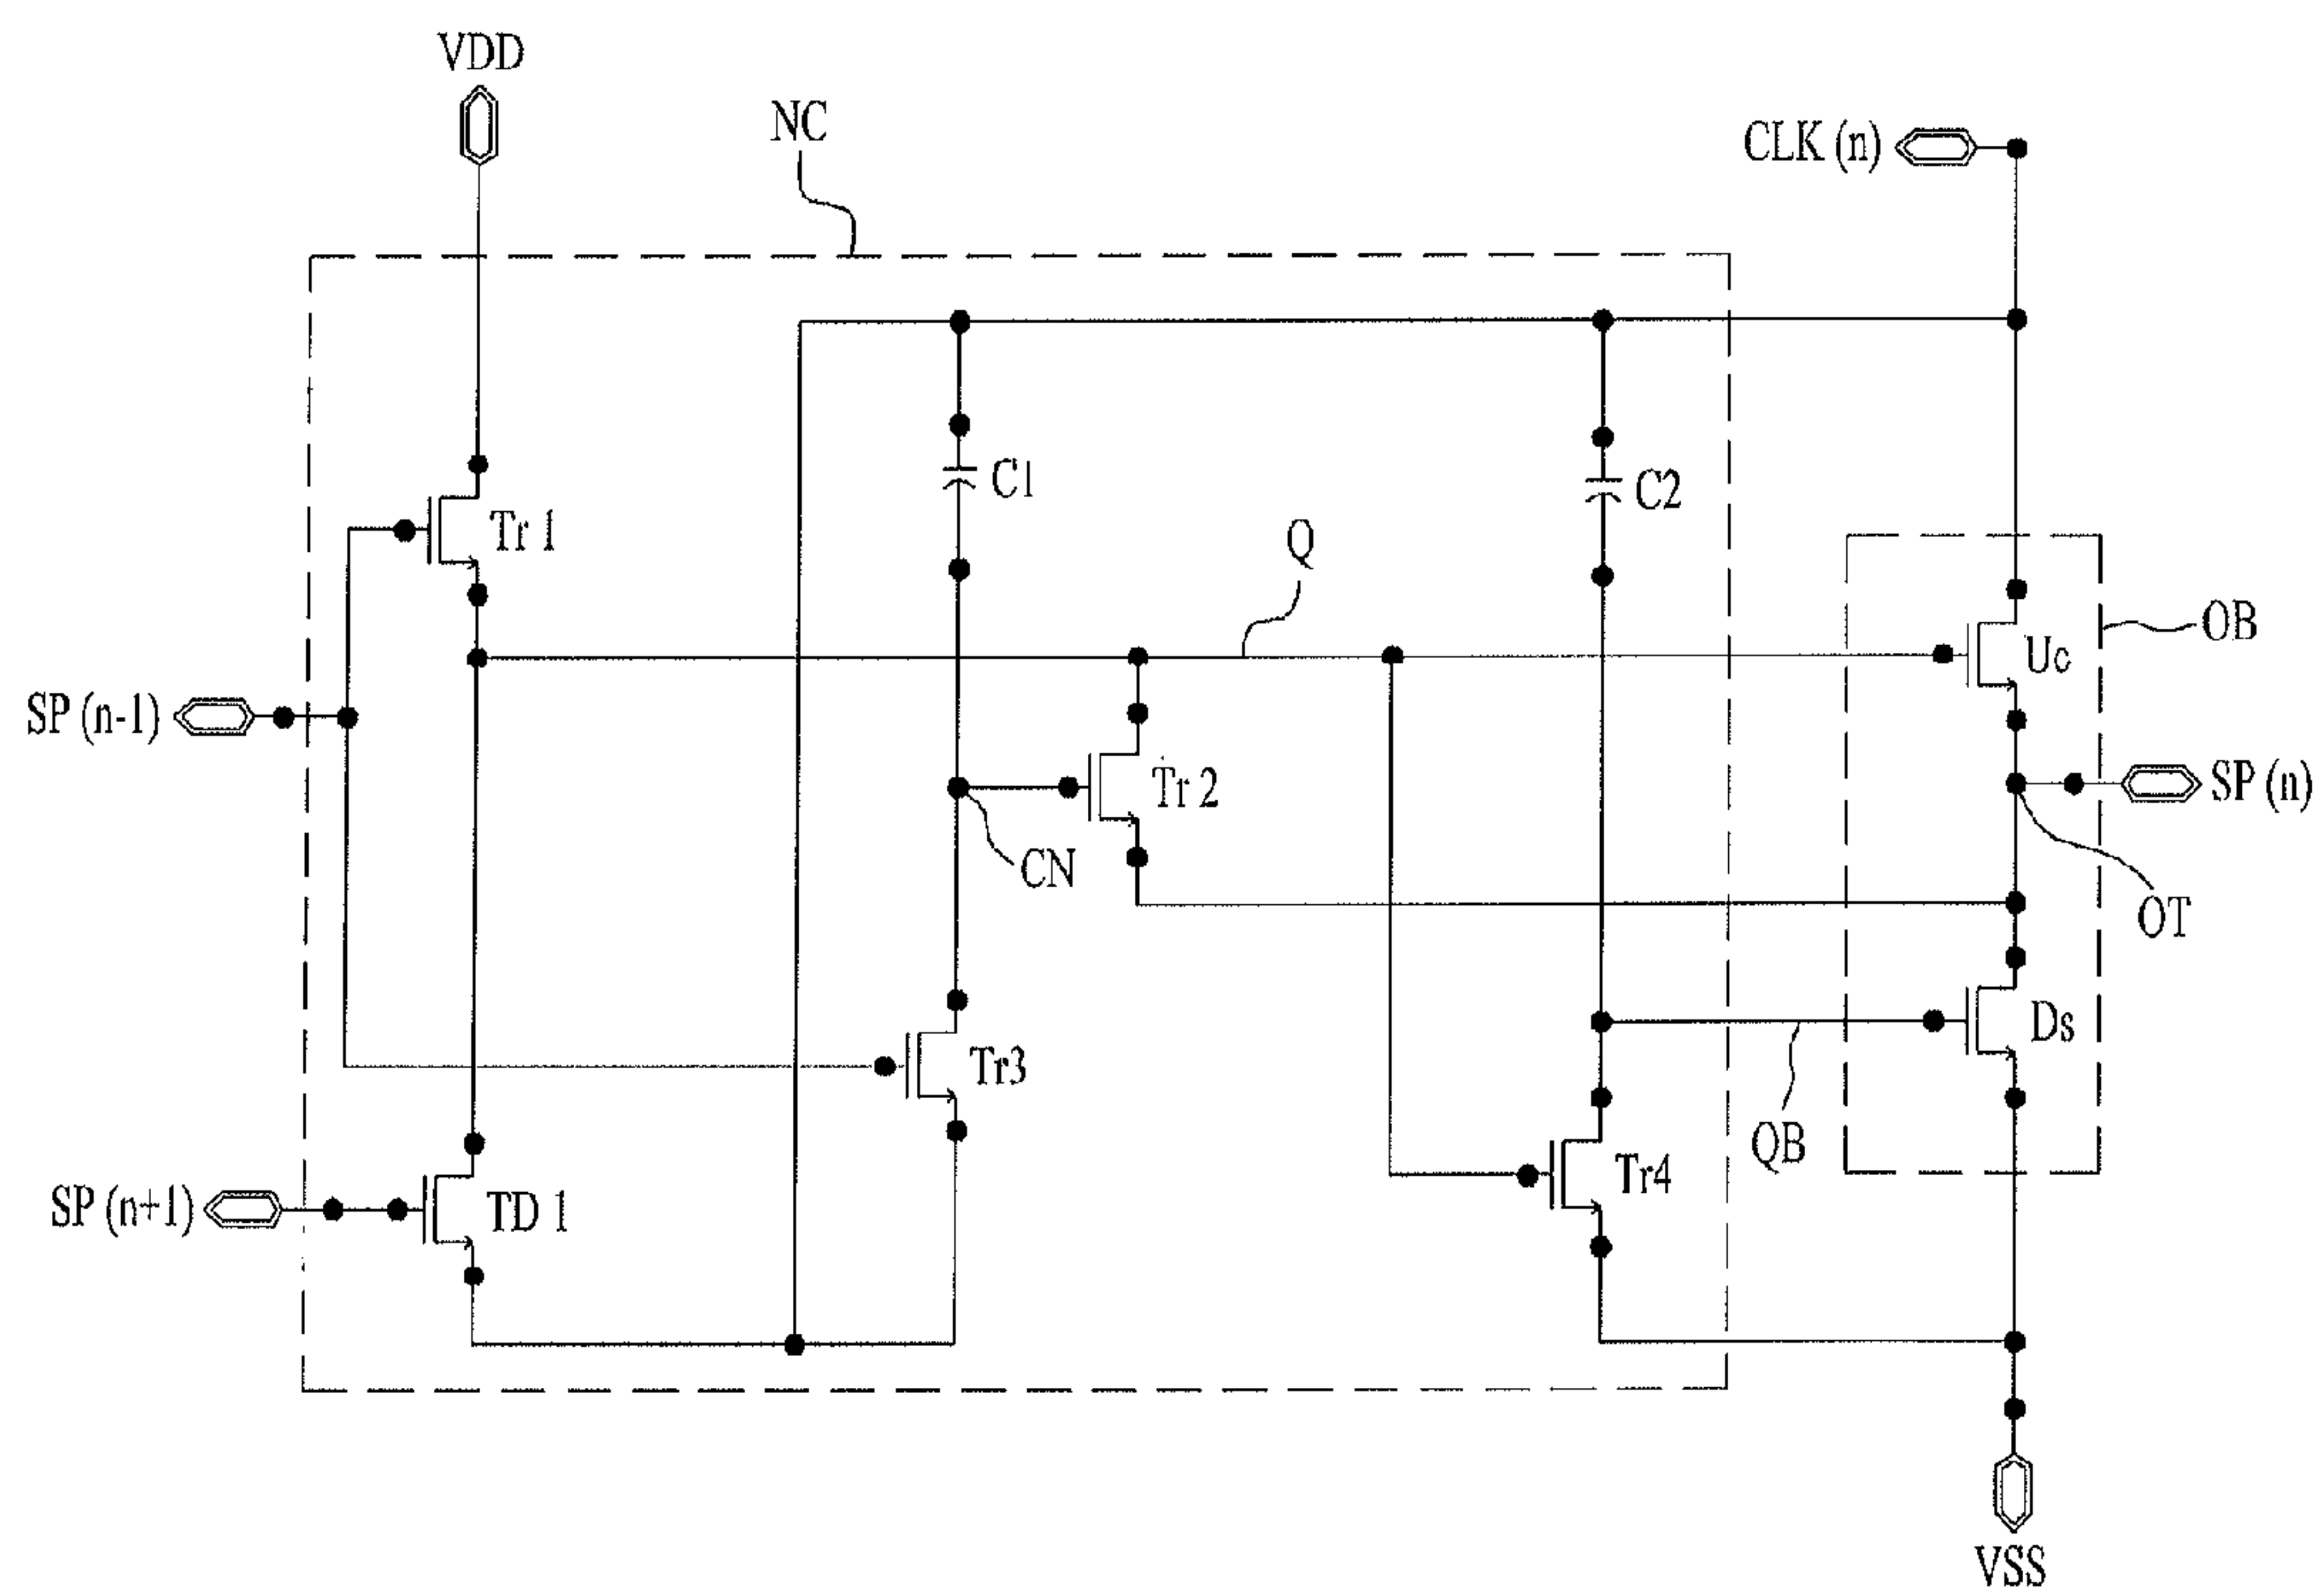 VDD
NC
CLK (n)
C1
C2
Tr 1
Q
OB
Uc
SP (n-1)
Tr 2
SP (n)
CN
OT
Ds
Tr3
QB
Tr4
SP (n+1)
TD 1
VSS